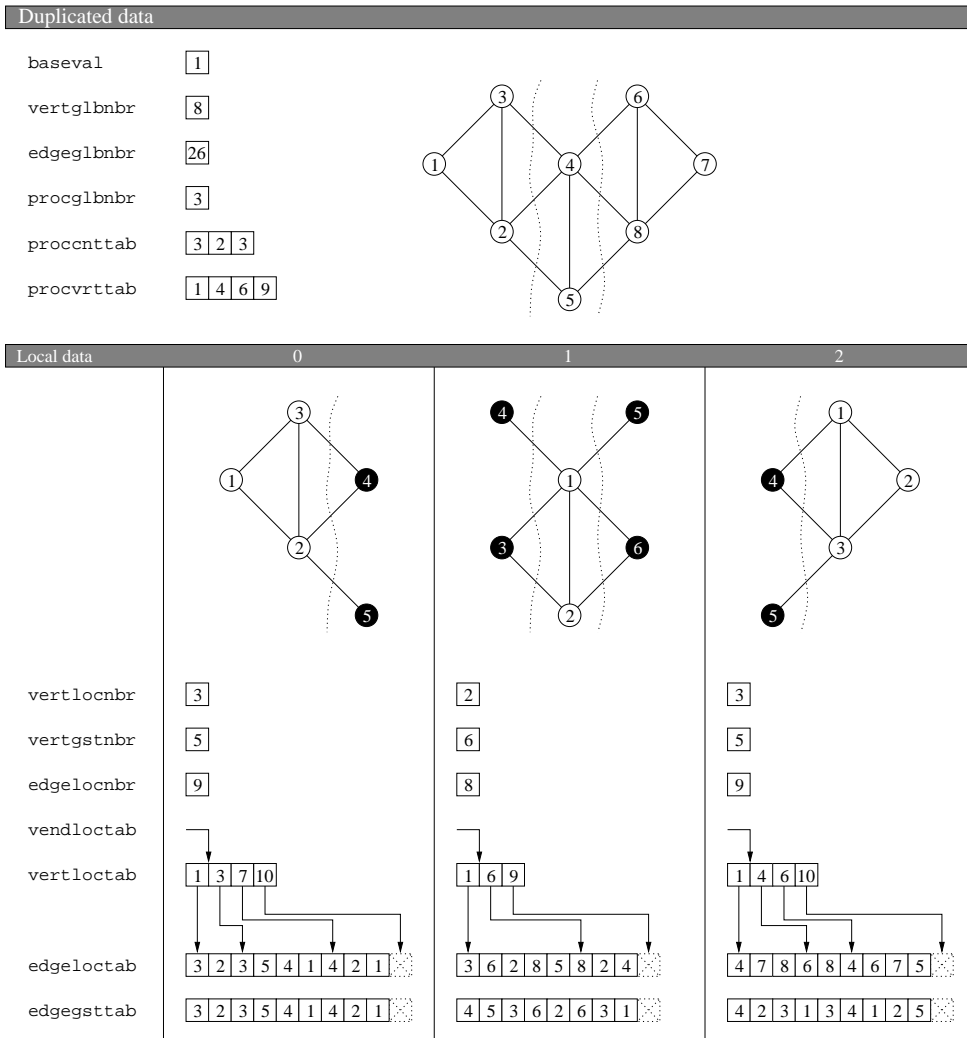 Duplicated data
baseval 1
vertglbnbr 8
edgeglbnbr 26
procglbnbr 3
proccnttab 3 2 3
procvrttab 1 4 6 9
3 6
1 4 7
2 8
5
Local data 0 1 2
3 4 5 1
1 4 1 4 2
2 3 6 3
5 2 5
vertlocnbr 3 2 3
vertgstnbr 5 6 5
edgelocnbr 9 8 9
vendloctab
vertloctab 1 3 7 10 1 6 9 1 4 6 10
edgeloctab 3 2 3 5 4 1 4 2 1 3 6 2 8 5 8 2 4 4 7 8 6 8 4 6 7 5
edgegsttab 3 2 3 5 4 1 4 2 1 4 5 3 6 2 6 3 1 4 2 3 1 3 4 1 2 5